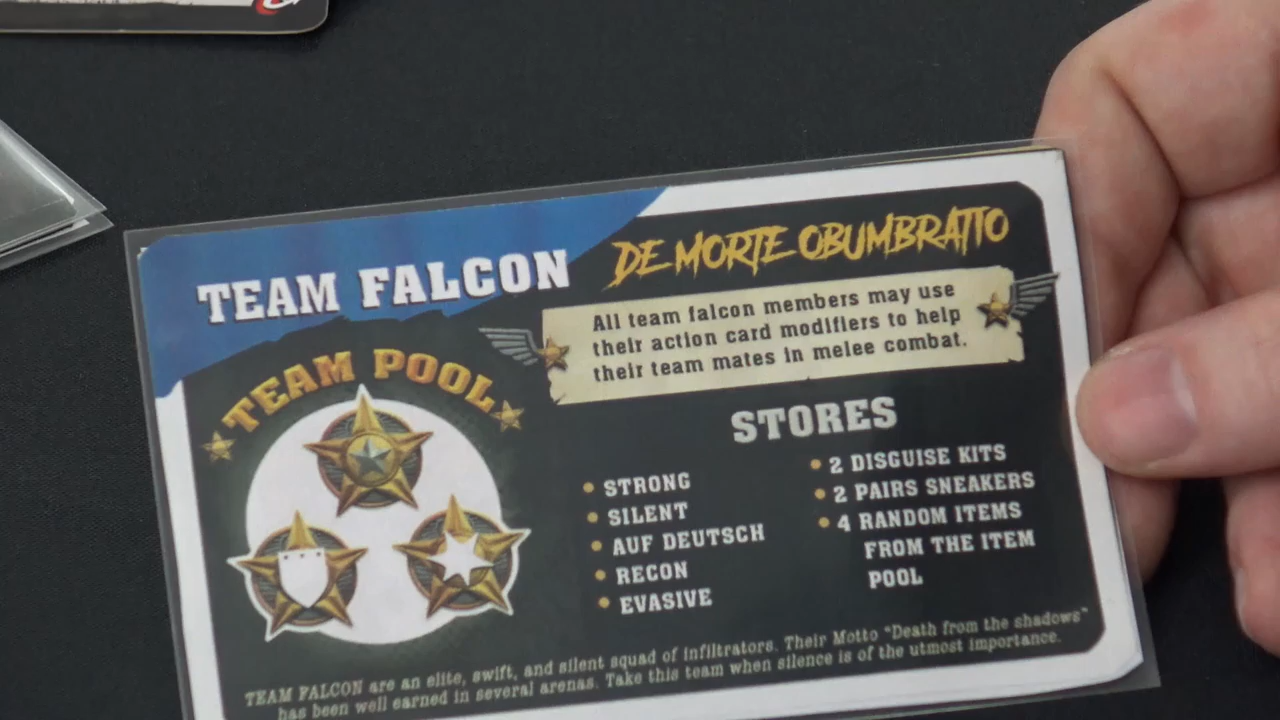 TEAM FALCON
DE MORTE OBUMBRATIO
All team falcon members may use
their action card modifiers to help
their team mates in melee combat.
TEAM POOL
STORES
• STRONG
• SILENT
• AUF DEUTSCH
• RECON
• EVASIVE
• 2 DISGUISE KITS
• 2 PAIRS SNEAKERS
• 4 RANDOM ITEMS
FROM THE ITEM
POOL
TEAM FALCON are an elite, swift, and silent squad of infiltrators. Their Motto "Death from the shadows"
has been well earned in several arenas. Take this team when silence is of the utmost importance.